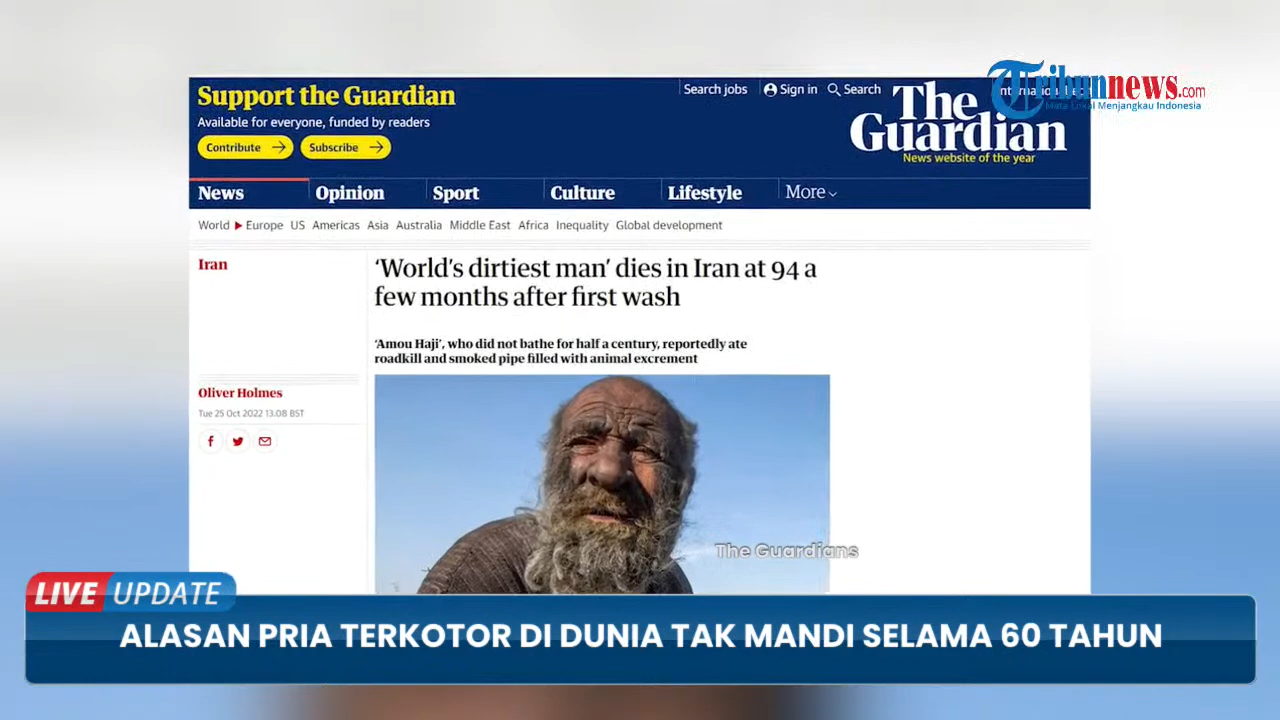 Support the Guardian
Available for everyone, funded by readers
Contribute
Subscribe
Search jobs
Sign in
Search
The
Guardian
News website of the year
Tribunnews.com
Mata Lokal Menjangkau Indonesia
News
Opinion
Sport
Culture
Lifestyle
More
World
Europe
US
Americas
Asia
Australia
Middle East
Africa
Inequality
Global development
Iran
‘World’s dirtiest man’ dies in Iran at 94 a
few months after first wash
‘Amou Haji’, who did not bathe for half a century, reportedly ate
roadkill and smoked pipe filled with animal excrement
Oliver Holmes
Tue 25 Oct 2022 13.08 BST
The Guardians
LIVE UPDATE
ALASAN PRIA TERKOTOR DI DUNIA TAK MANDI SELAMA 60 TAHUN